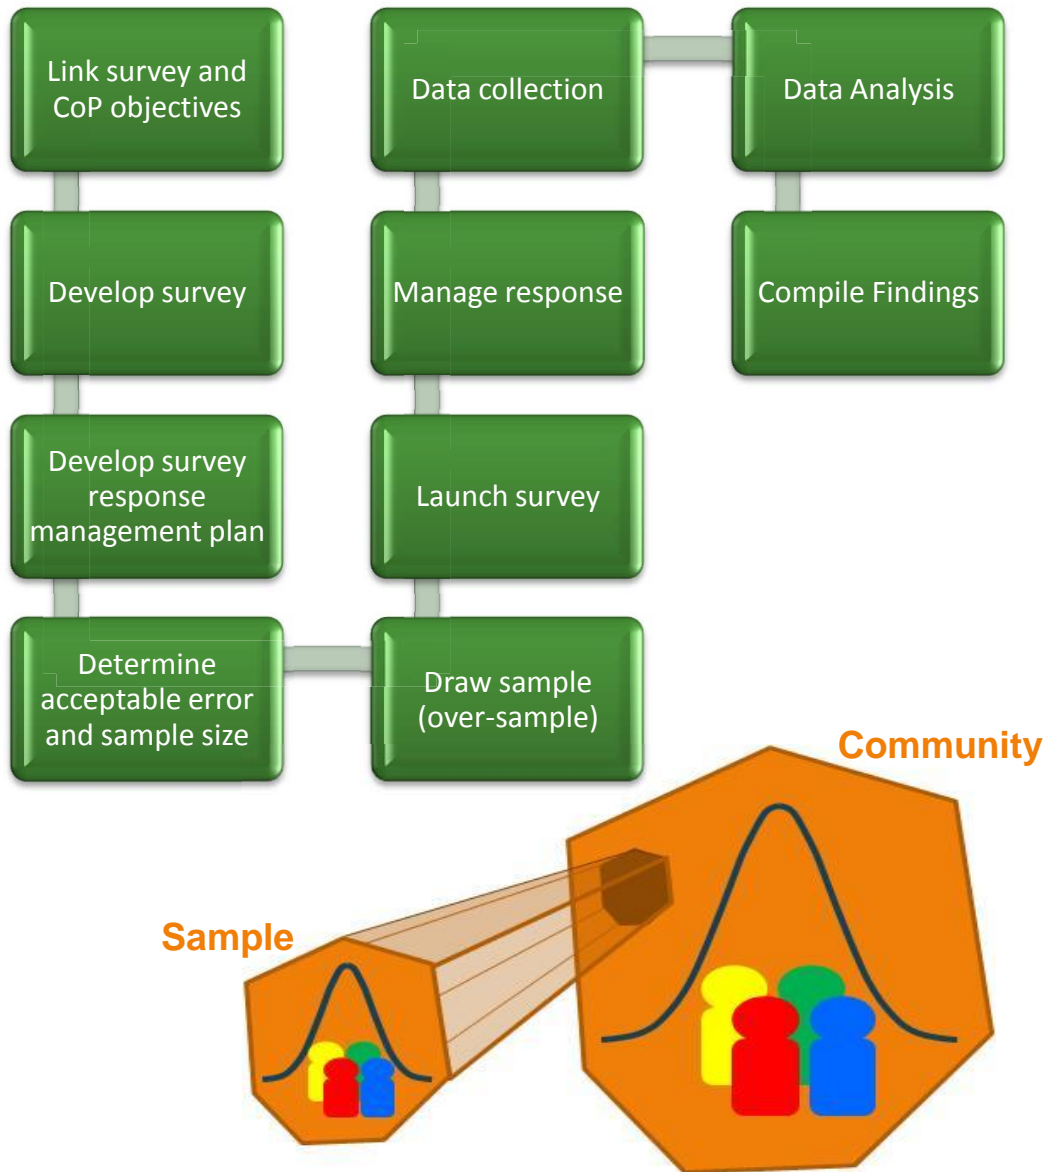 Link survey and
CoP objectives
Develop survey
Develop survey
response
management plan
Determine
acceptable error
and sample size
Draw sample
(over-sample)
Launch survey
Manage response
Data collection
Data Analysis
Compile Findings
Community
Sample